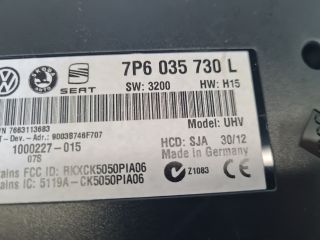 SEAT
7P6 035 730 L
SW: 3200 HW: H15
/N 7663113683
T-Dev.-Adr.: 90038746F707
Model: UHV
1000227-015
07S
HCD: SJA 30/12
Made in Germany
tains FCC ID: RKXCK5050PIA06
tains IC: 5119A-CK5050PIA06
Z1083